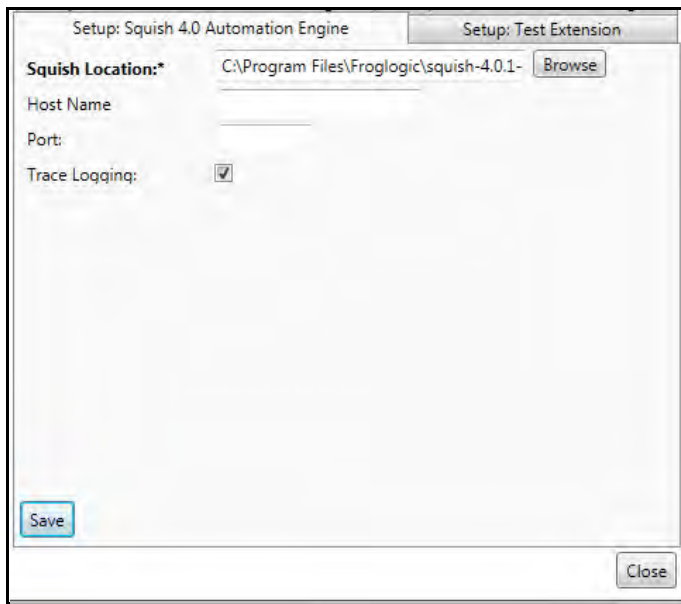 Setup: Squish 4.0 Automation Engine
Setup: Test Extension
Squish Location:*
C:\Program Files\Froglogic\squish-4.0.1-
Browse
Host Name
Port:
Trace Logging:
Save
Close